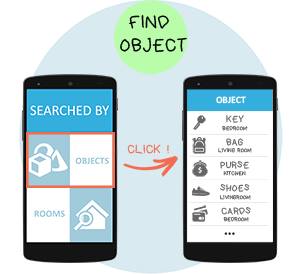 FIND
OBJECT
SEARCHED BY
OBJECTS
ROOMS
CLICK !
OBJECT
KEY
BEDROOM
BAG
LIVING ROOM
PURSE
KITCHEN
SHOES
LIVINGROOM
CARDS
BEDROOM
...